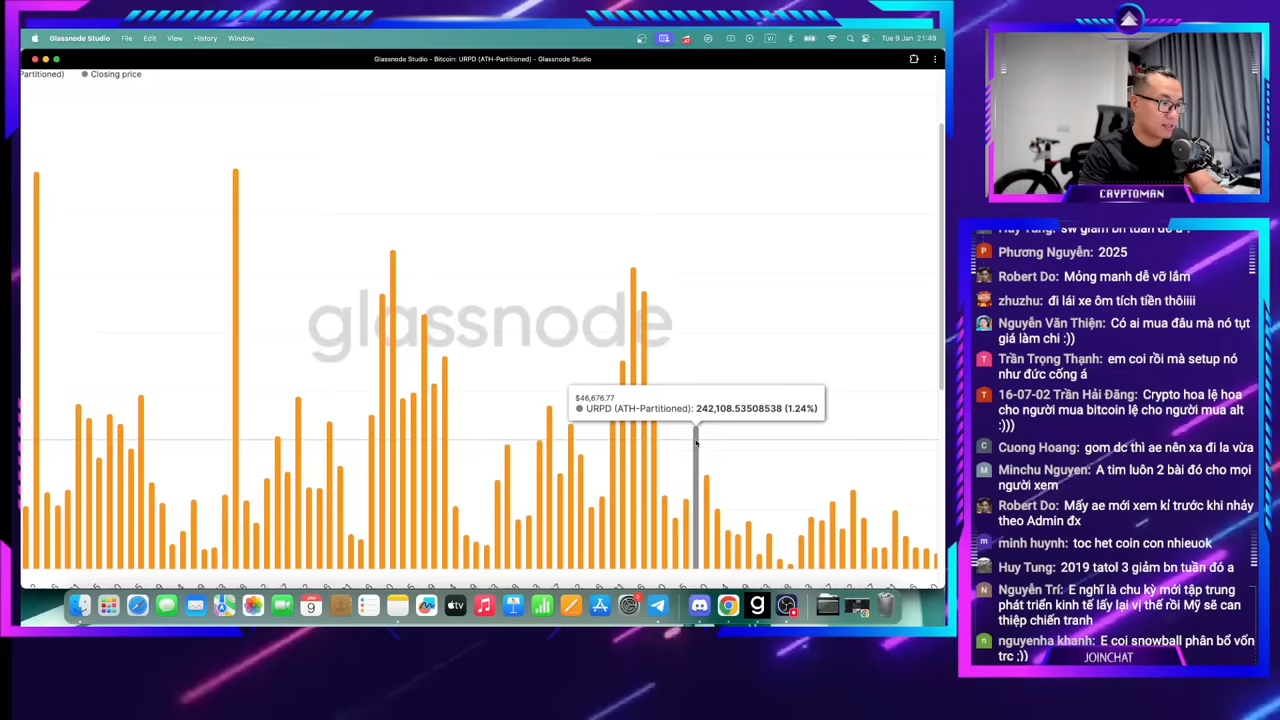 Glassnode Studio File Edit View History Window
VI
Tue 9 Jan 21:49
Glassnode Studio - Bitcoin: URPD (ATH-Partitioned) - Glassnode Studio
Partitioned) Closing price
glassnode
$46,676.77
URPD (ATH-Partitioned): 242,108.53508538 (1.24%)
JAN
9
tv
g
CRYPTOMAN
Phương Nguyễn: 2025
Robert Do: Mỏng manh dễ vỡ lắm
zhuzhu: đi lái xe ôm tích tiền thôiiii
Nguyễn Văn Thiện: Có ai mua đâu mà nó tụt
giá làm chi :))
Trần Trọng Thạnh: em coi rồi mà setup nó
như đức cống á
16-07-02 Trần Hải Đăng: Crypto hoa lệ hoa
cho người mua bitcoin lệ cho người mua alt
:)))
Cuong Hoang: gom dc thì ae nên xa đi la vừa
Minchu Nguyen: A tim luôn 2 bài đó cho mọi
người xem
Robert Do: Mấy ae mới xem kỉ trước khi nhảy
theo Admin đx
minh huynh: toc het coin con nhieuok
Huy Tung: 2019 tatol 3 giảm bn tuần đó a
Nguyễn Trí: E nghĩ là chu kỳ mới tập trung
phát triển kinh tế lấy lại vị thế rồi Mỹ sẽ can
thiệp chiến tranh
nguyenha khanh: E coi snowball phân bổ vốn
trc :))
JOINCHAT